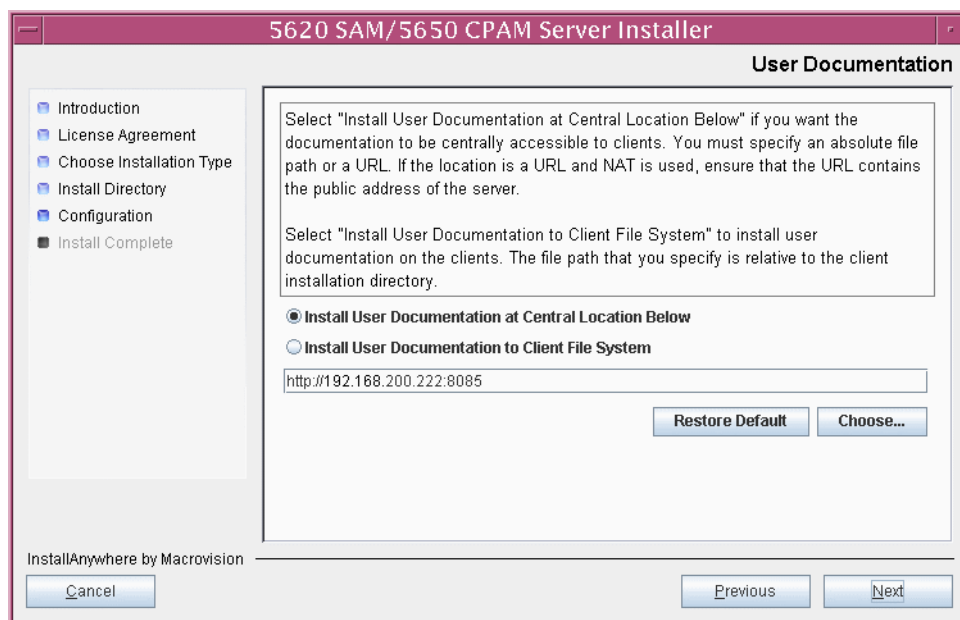 5620 SAM/5650 CPAM Server Installer
User Documentation
Introduction
License Agreement
Choose Installation Type
Install Directory
Configuration
Install Complete
Select "Install User Documentation at Central Location Below" if you want the
documentation to be centrally accessible to clients. You must specify an absolute file
path or a URL. If the location is a URL and NAT is used, ensure that the URL contains
the public address of the server.
Select "Install User Documentation to Client File System" to install user
documentation on the clients. The file path that you specify is relative to the client
installation directory.
Install User Documentation at Central Location Below
Install User Documentation to Client File System
http://192.168.200.222:8085
Restore Default
Choose...
InstallAnywhere by Macrovision
Cancel
Previous
Next